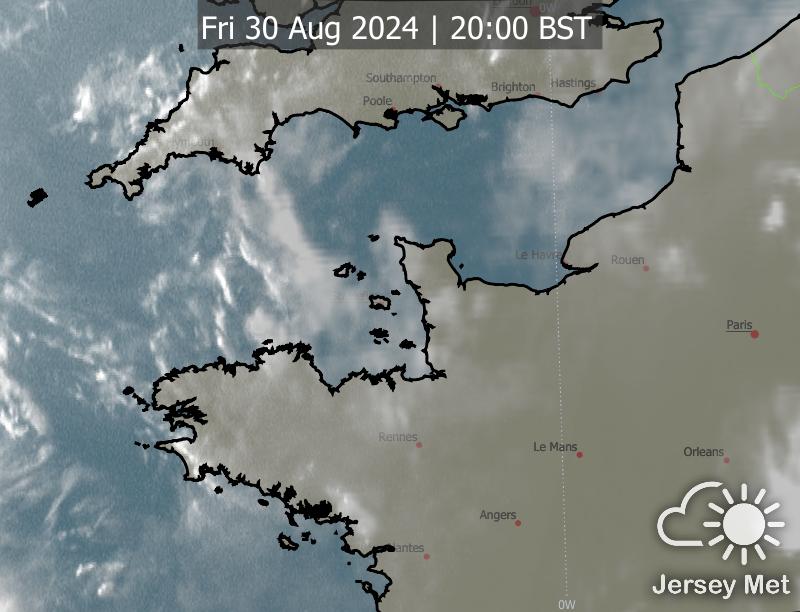 Fri 30 Aug 2024 | 20:00 BST
0W
Southampton
Brighton
Hastings
Poole
Le Havre
Rouen
Paris
Rennes
Le Mans
Orleans
Angers
Nantes
Jersey Met
0W